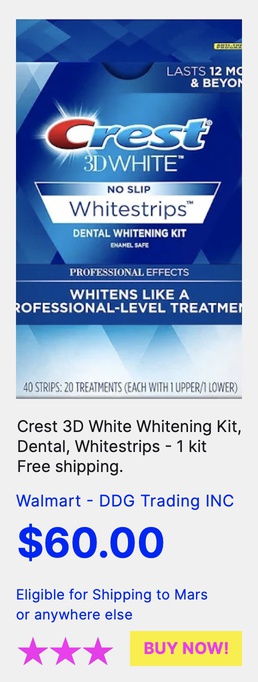 LASTS 12 MO
& BEYON
Crest
3D WHITE™
NO SLIP
Whitestrips™
DENTAL WHITENING KIT
ENAMEL SAFE
PROFESSIONAL EFFECTS
WHITENS LIKE A
ROFESSIONAL-LEVEL TREATMEN
40 STRIPS: 20 TREATMENTS (EACH WITH 1 UPPER/1 LOWER)
Crest 3D White Whitening Kit,
Dental, Whitestrips - 1 kit
Free shipping.
Walmart - DDG Trading INC
$60.00
Eligible for Shipping to Mars
or anywhere else
BUY NOW!